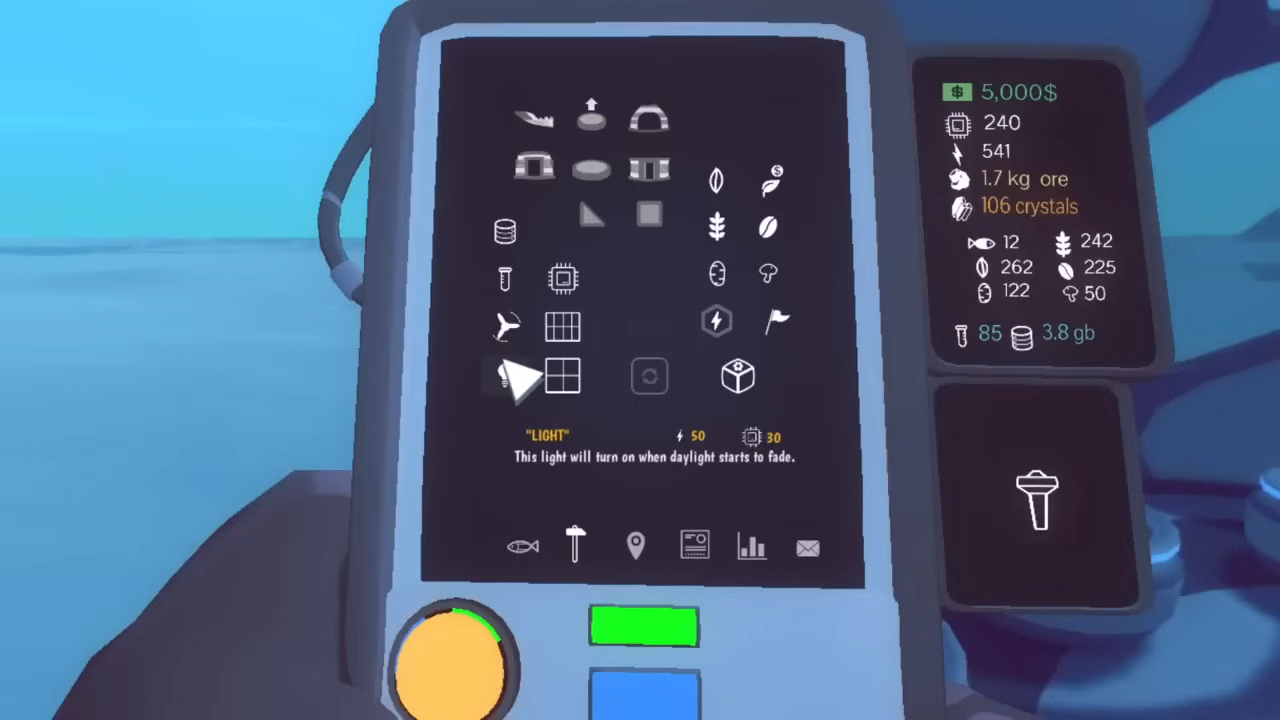 5,000$
240
541
1.7 kg ore
106 crystals
12 242
262 225
122 50
85 3.8 gb
"LIGHT" 50 30
This light will turn on when daylight starts to fade.